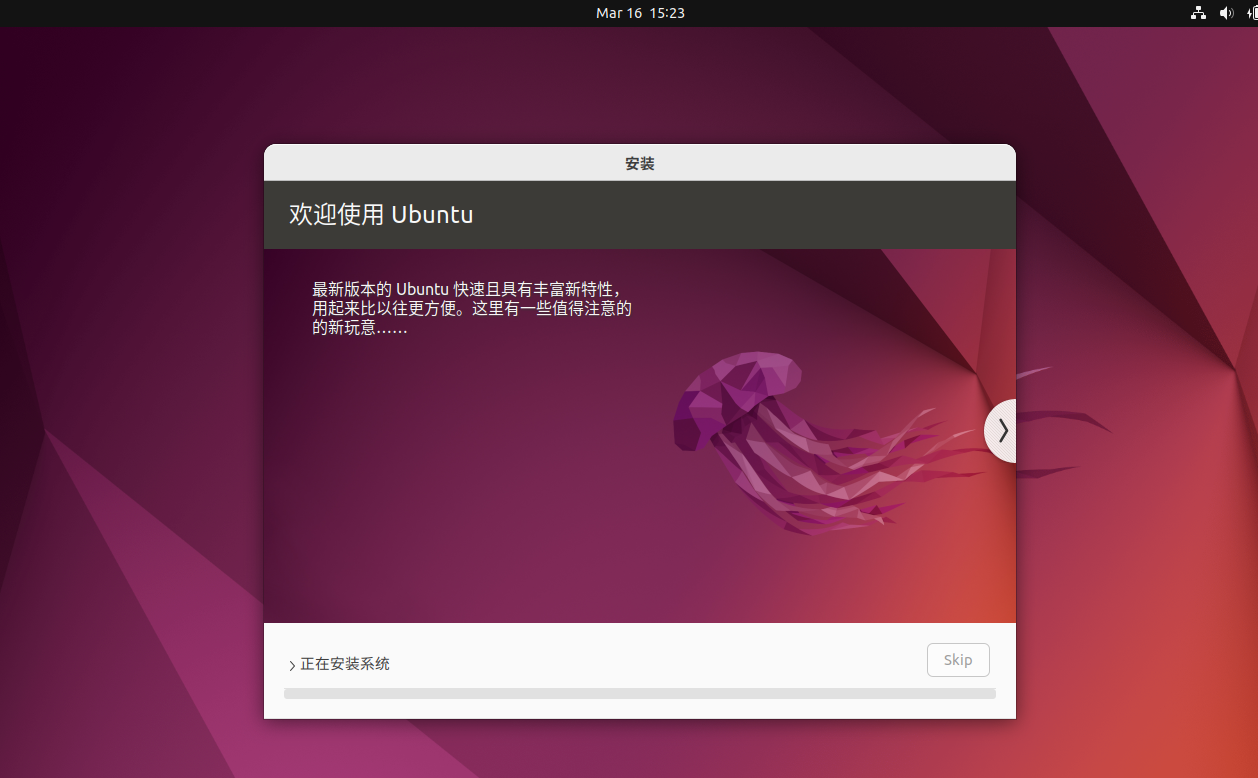 Mar 16 15:23
安装
欢迎使用 Ubuntu
最新版本的 Ubuntu 快速且具有丰富新特性，
用起来比以往更方便。这里有一些值得注意的
的新玩意……
正在安装系统
Skip